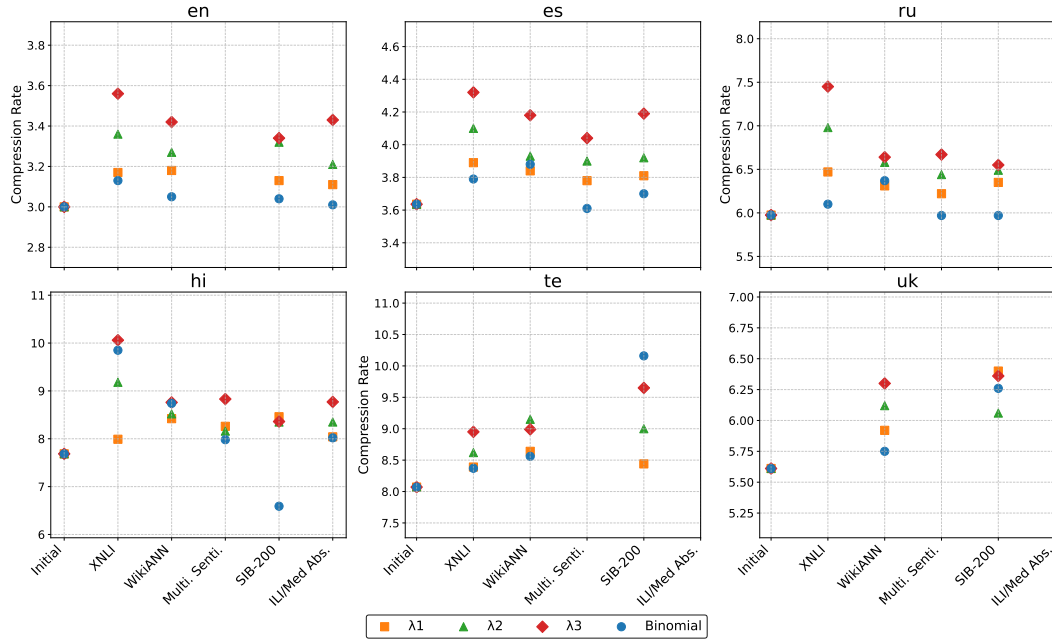 en
es
ru
Compression Rate
3.8
3.6
3.4
3.2
3.0
2.8
4.6
4.4
4.2
4.0
3.8
3.6
3.4
8.0
7.5
7.0
6.5
6.0
5.5
hi
te
uk
11
10
9
8
7
6
Compression Rate
11.0
10.5
10.0
9.5
9.0
8.5
8.0
7.5
7.00
6.75
6.50
6.25
6.00
5.75
5.50
5.25
Initial
XNLI
WikiANN
Multi. Senti.
SIB-200
ILI/Med Abs.
Initial
XNLI
WikiANN
Multi. Senti.
SIB-200
ILI/Med Abs.
Initial
XNLI
WikiANN
Multi. Senti.
SIB-200
ILI/Med Abs.
λ1 λ2 λ3 Binomial